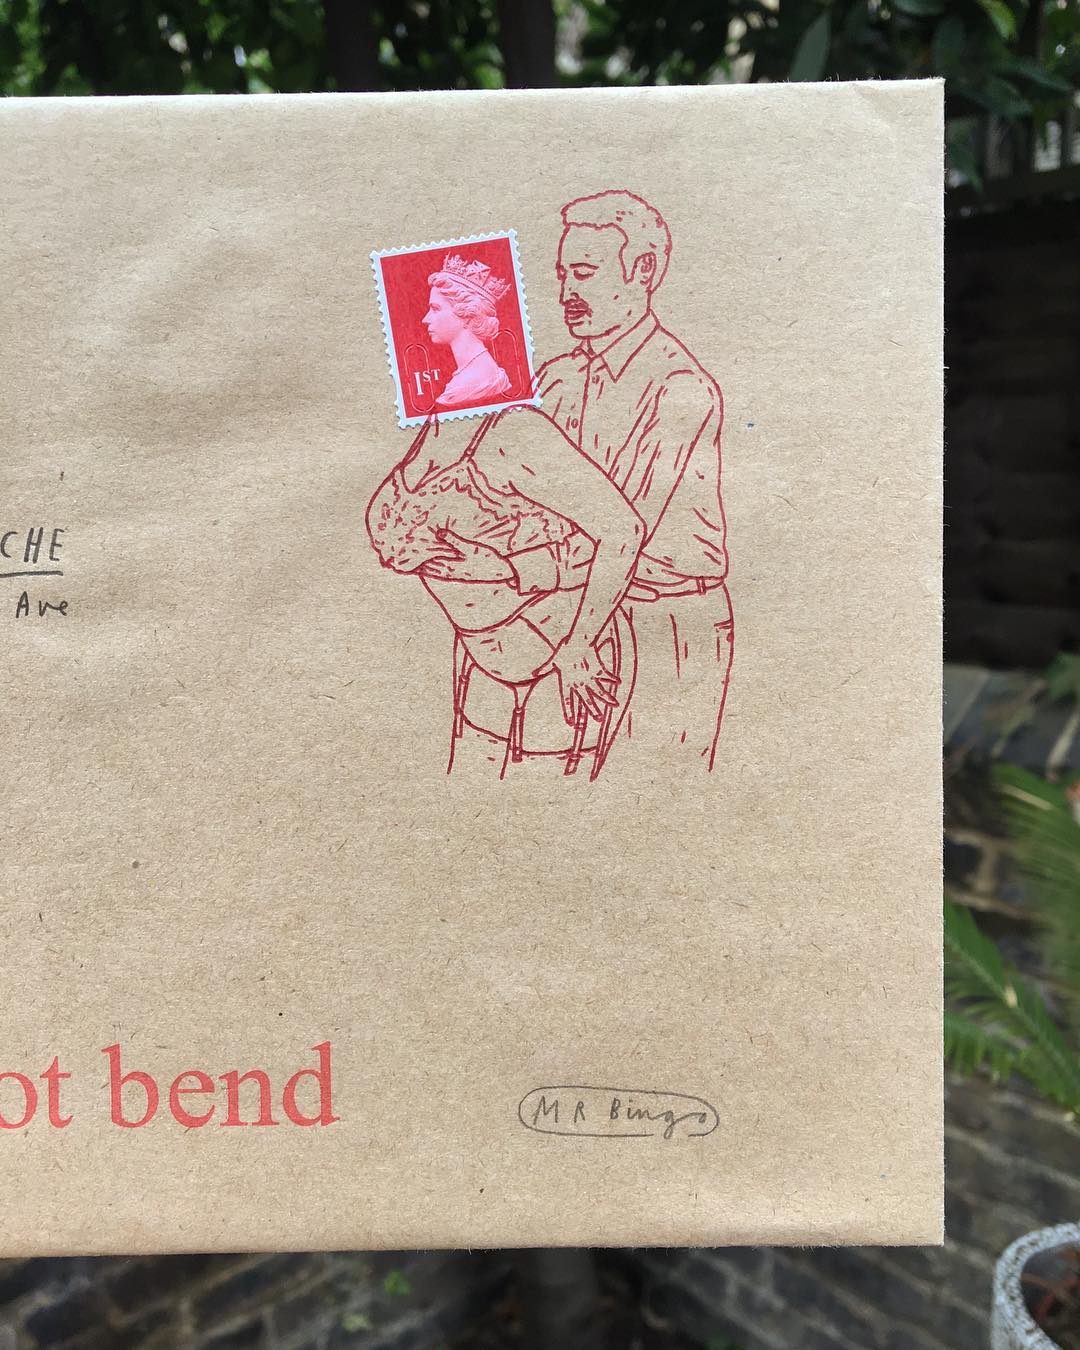 1ST
CHE
Ave
ot bend
MR Bingo